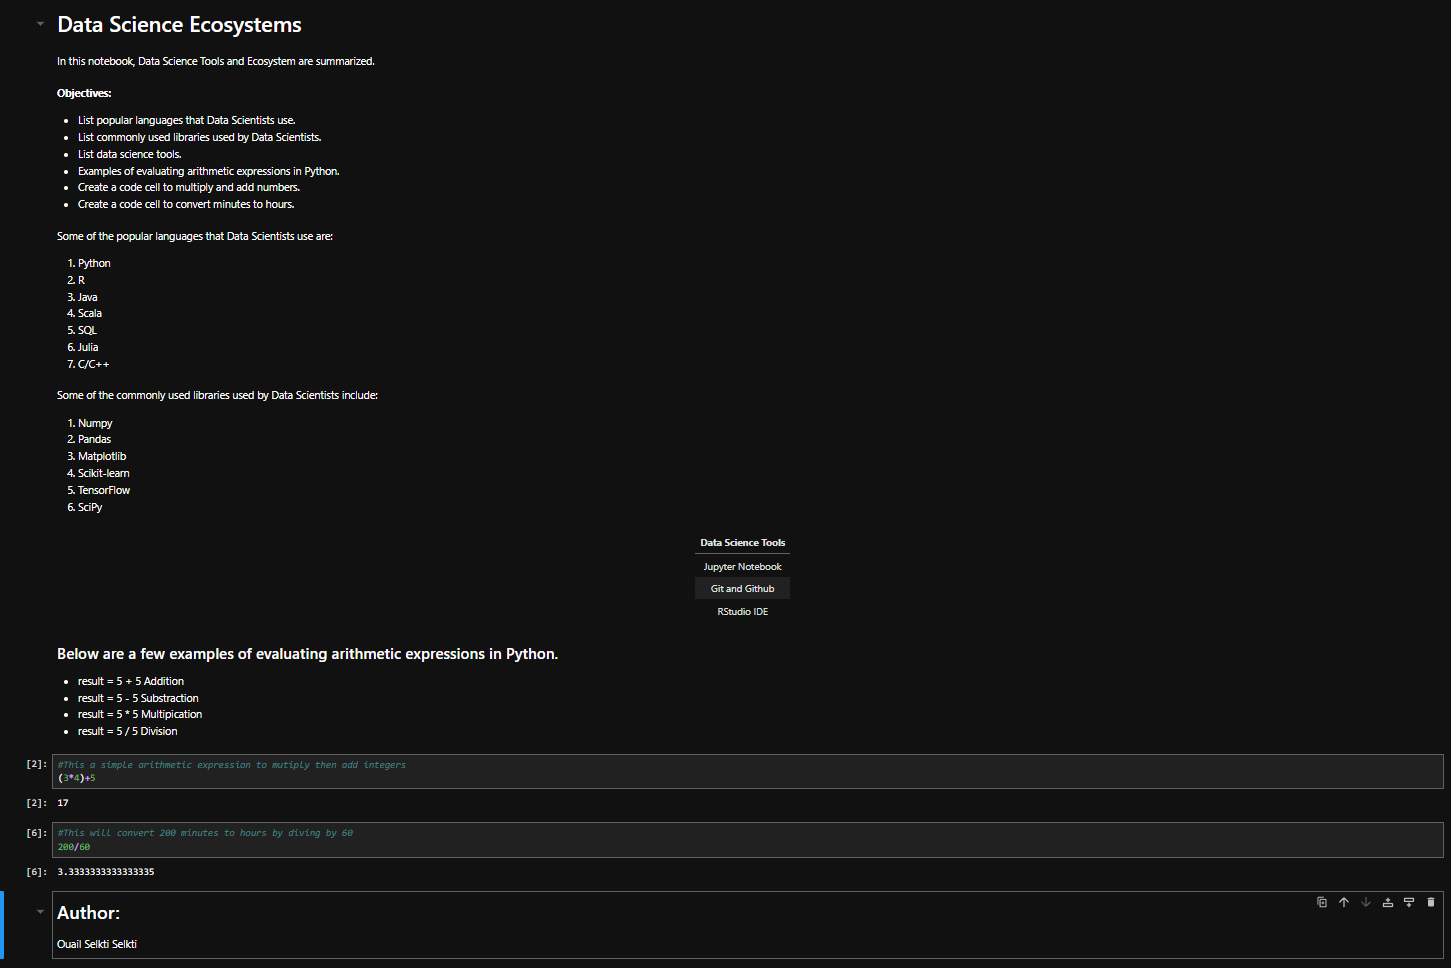 Data Science Ecosystems
In this notebook, Data Science Tools and Ecosystem are summarized.
Objectives:
• List popular languages that Data Scientists use.
• List commonly used libraries used by Data Scientists.
• List data science tools.
• Examples of evaluating arithmetic expressions in Python.
• Create a code cell to multiply and add numbers.
• Create a code cell to convert minutes to hours.
Some of the popular languages that Data Scientists use are:
1. Python
2. R
3. Java
4. Scala
5. SQL
6. Julia
7. C/C++
Some of the commonly used libraries used by Data Scientists include:
1. Numpy
2. Pandas
3. Matplotlib
4. Scikit-learn
5. TensorFlow
6. SciPy
Data Science Tools
Jupyter Notebook
Git and Github
RStudio IDE
Below are a few examples of evaluating arithmetic expressions in Python.
• result = 5 + 5 Addition
• result = 5 - 5 Substraction
• result = 5 * 5 Multipication
• result = 5 / 5 Division
[2]: #This a simple arithmetic expression to mutiply then add integers
(3*4)+5
[2]: 17
[6]: #This will convert 200 minutes to hours by diving by 60
200/60
[6]: 3.3333333333333335
Author:
Ouail Selkti Selkti